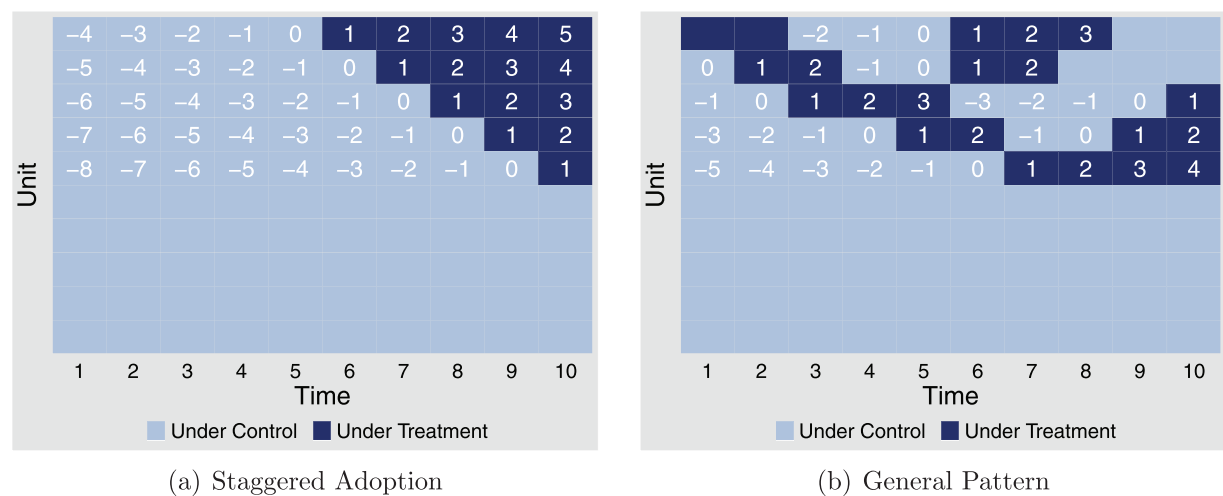 −4 −3 −2 −1 0 1 2 3 4 5
−5 −4 −3 −2 −1 0 1 2 3 4
−6 −5 −4 −3 −2 −1 0 1 2 3
−7 −6 −5 −4 −3 −2 −1 0 1 2
−8 −7 −6 −5 −4 −3 −2 −1 0 1
Unit
1 2 3 4 5 6 7 8 9 10
Time
Under Control Under Treatment
(a) Staggered Adoption
−2 −1 0 1 2 3
0 1 2 −1 0 1 2
−1 0 1 2 3 −3 −2 −1 0 1
−3 −2 −1 0 1 2 −1 0 1 2
−5 −4 −3 −2 −1 0 1 2 3 4
Unit
1 2 3 4 5 6 7 8 9 10
Time
Under Control Under Treatment
(b) General Pattern